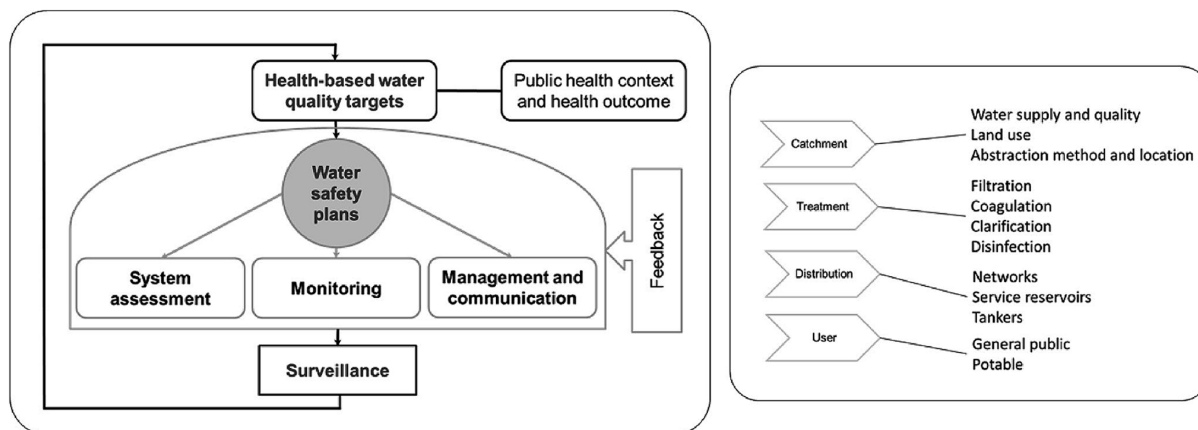 Health-based water
quality targets
Public health context
and health outcome
Water
safety
plans
System
assessment
Monitoring
Management and
communication
Feedback
Surveillance
Catchment
Water supply and quality
Land use
Abstraction method and location
Treatment
Filtration
Coagulation
Clarification
Disinfection
Distribution
Networks
Service reservoirs
Tankers
User
General public
Potable